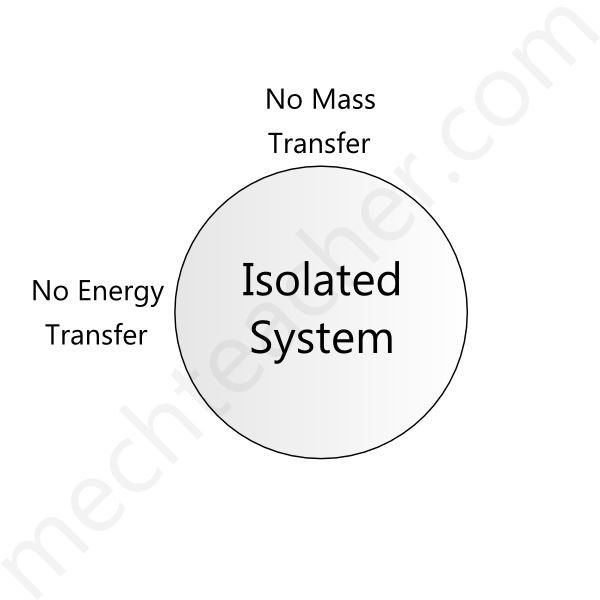 No Mass
Transfer
No Energy
Transfer
Isolated
System
mechteacher.com